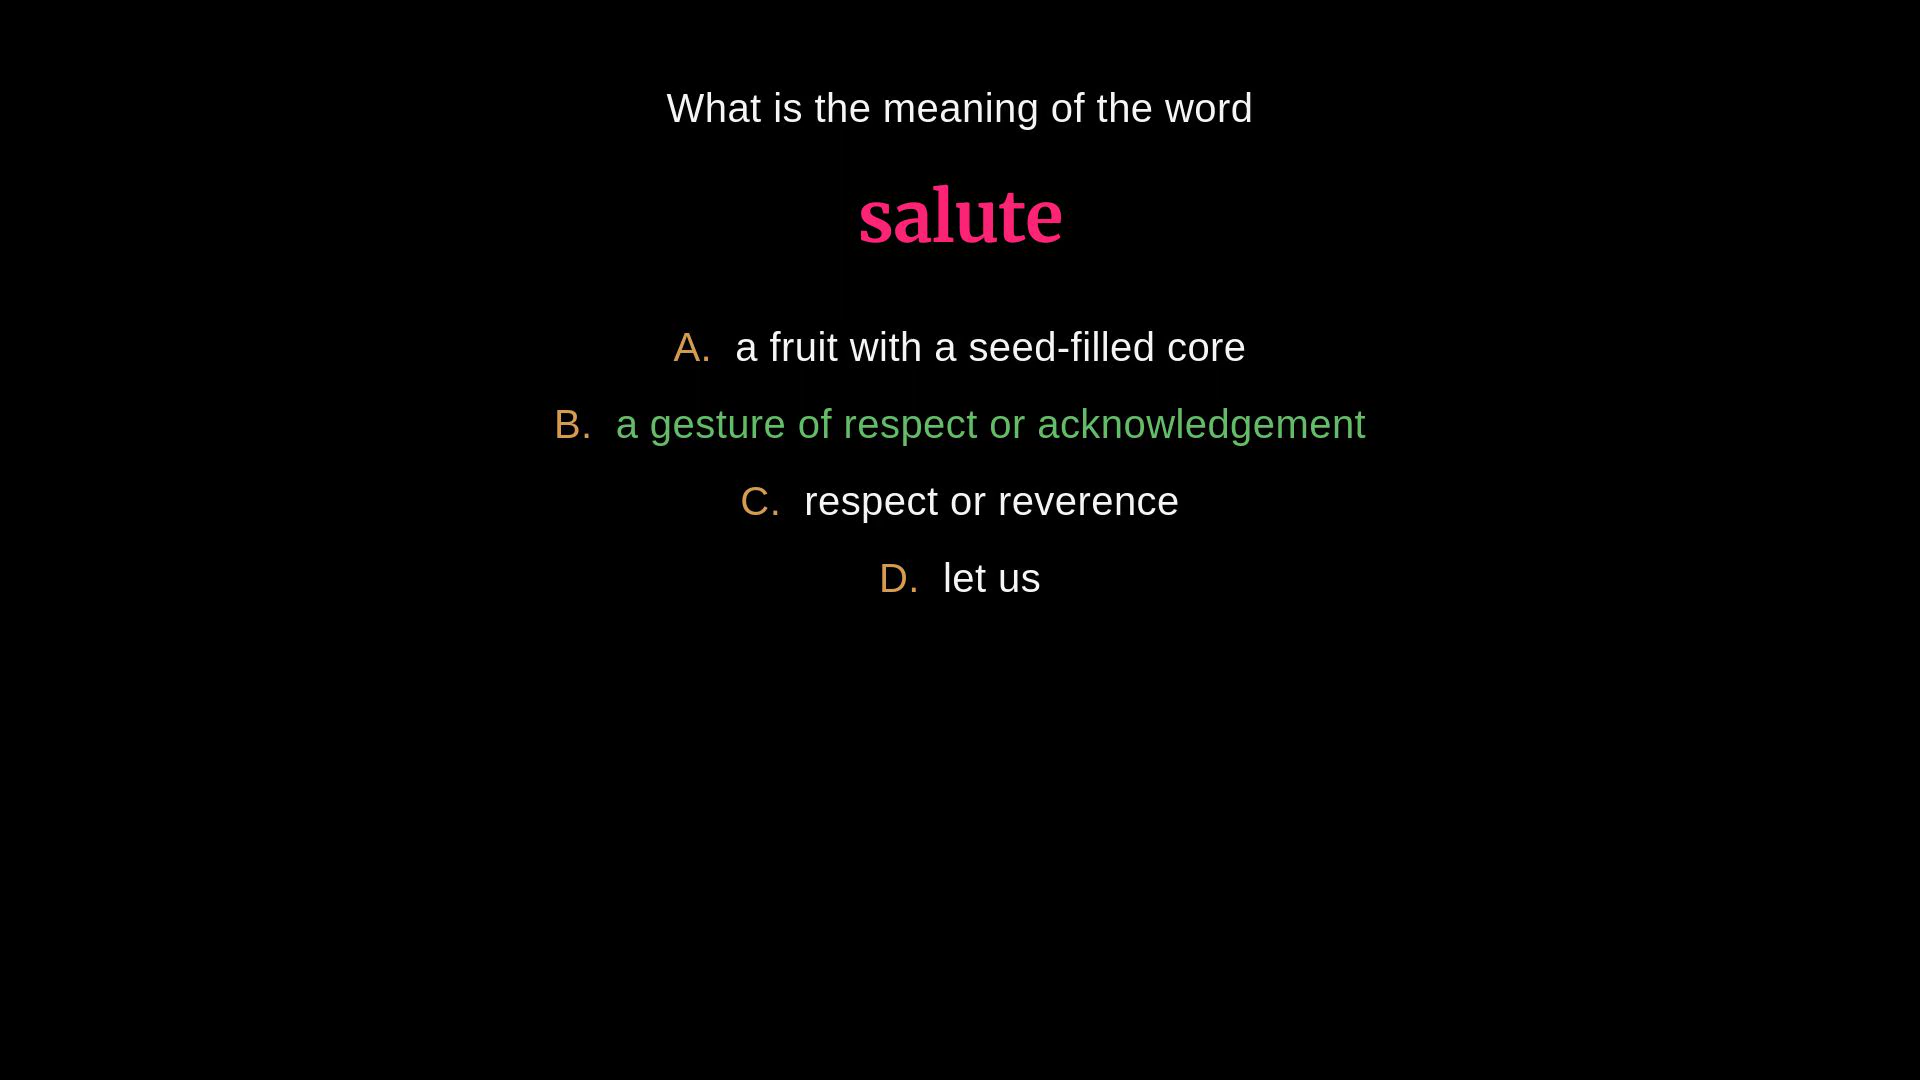 What is the meaning of the word
salute
A. a fruit with a seed-filled core
B. a gesture of respect or acknowledgement
C. respect or reverence
D. let us